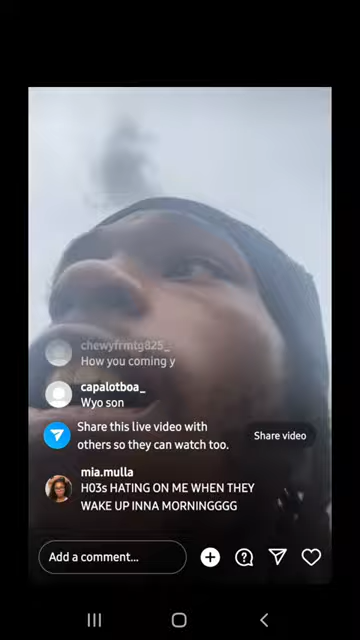 chewyfrmtg825_
How you coming y
capalotboa_
Wyo son
Share this live video with
others so they can watch too.
Share video
mia.mulla
H03s HATING ON ME WHEN THEY
WAKE UP INNA MORNINGGGG
Add a comment...